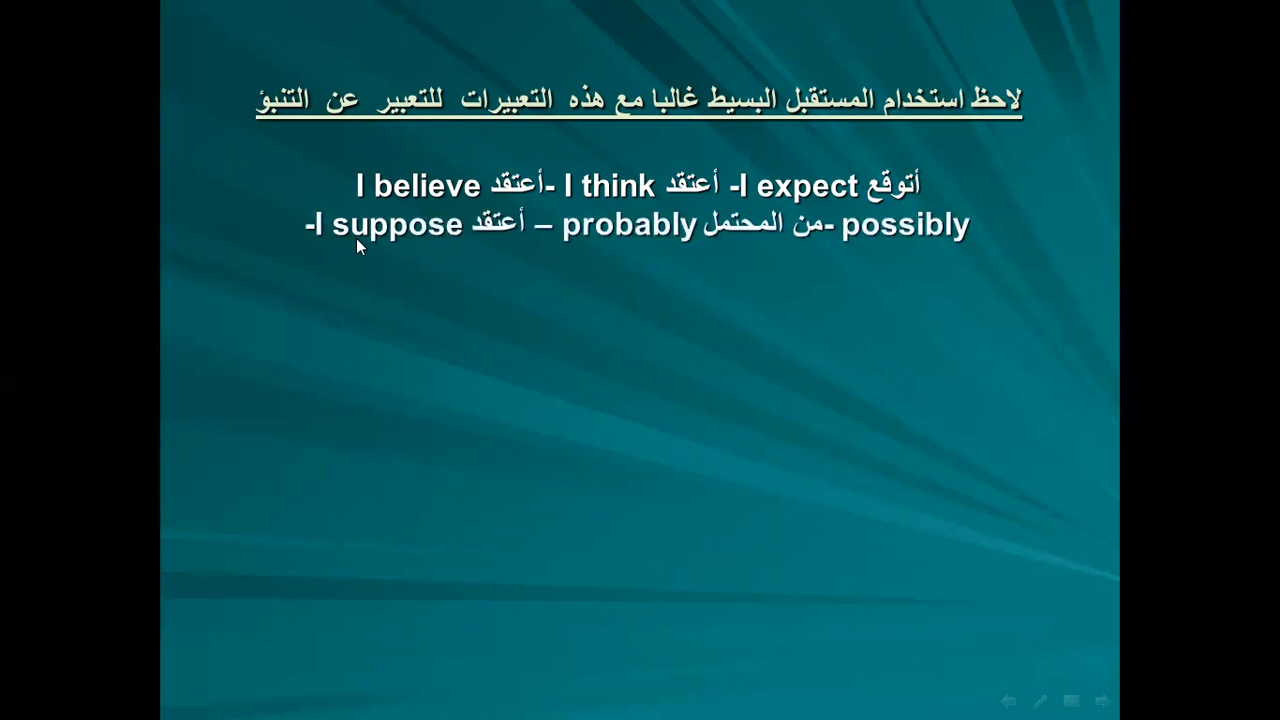 لاحظ استخدام المستقبل البسيط غالبا مع هذه التعبيرات للتعبير عن التنبؤ
I believe أعتقد- I think أعتقد -I expect أتوقع
-I suppose أعتقد – probably من المحتمل- possibly